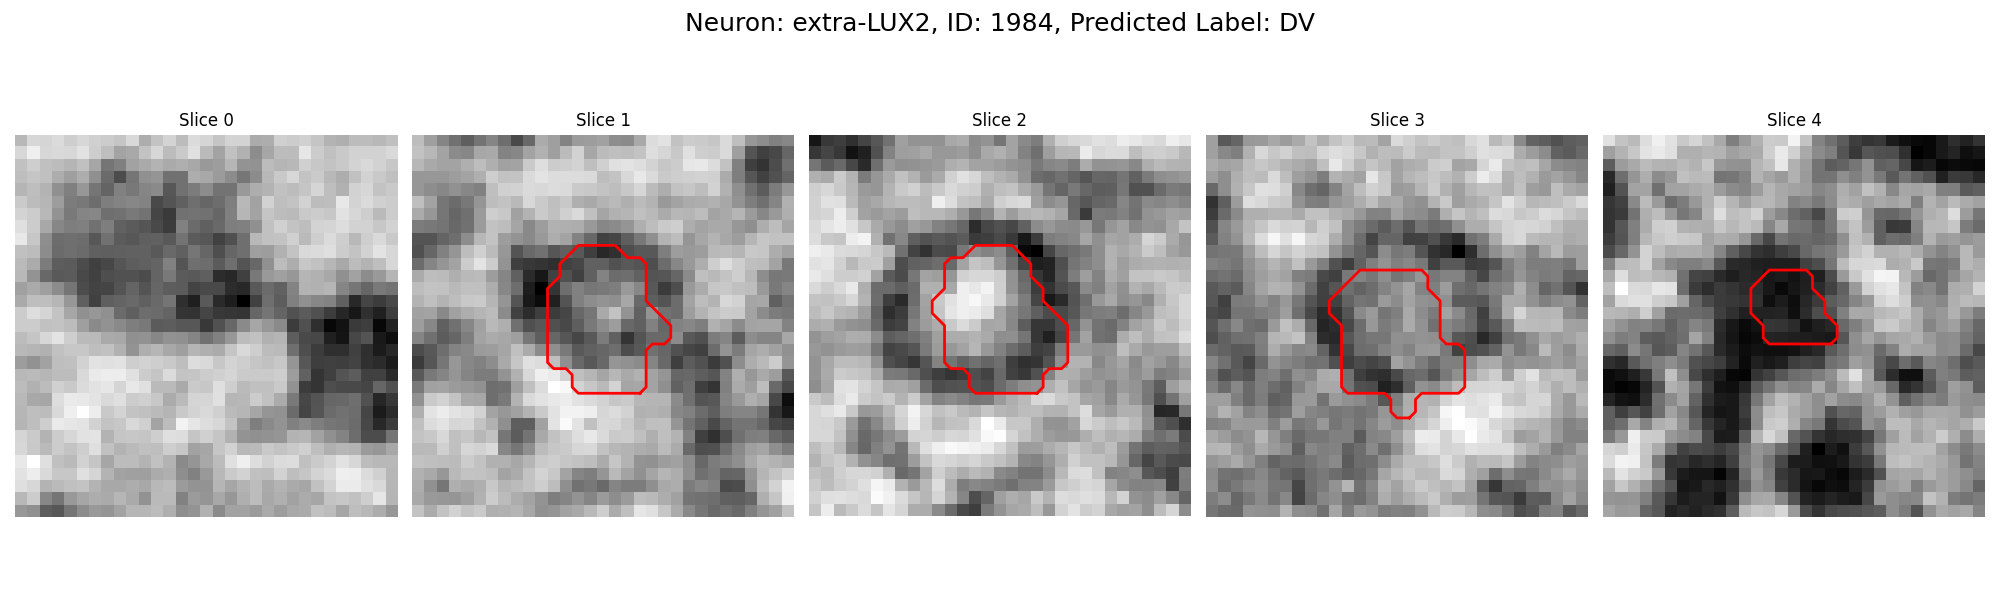 Neuron: extra-LUX2, ID: 1984, Predicted Label: DV
Slice 0
Slice 1
Slice 2
Slice 3
Slice 4